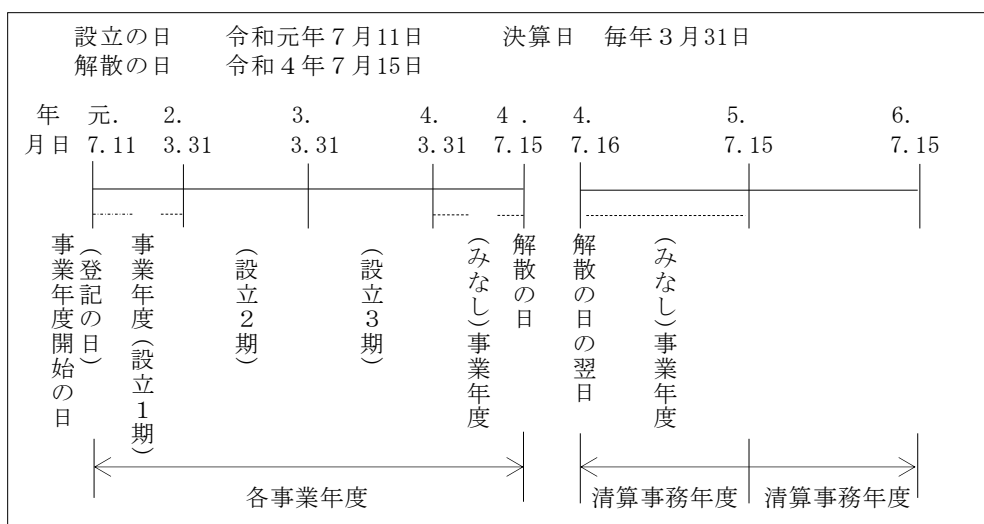 設立の日　令和元年７月11日　決算日　毎年３月31日
解散の日　令和４年７月15日
年　元.　2.　3.　4.　4 .　4.　5.　6.
月日　7.11　3.31　3.31　3.31　7.15　7.16　7.15　7.15
事業年度開始の日
(登記の日)
事業年度(設立１期)
(設立２期)
(設立３期)
(みなし)事業年度
解散の日
解散の日の翌日
(みなし)事業年度
各事業年度　清算事務年度　清算事務年度